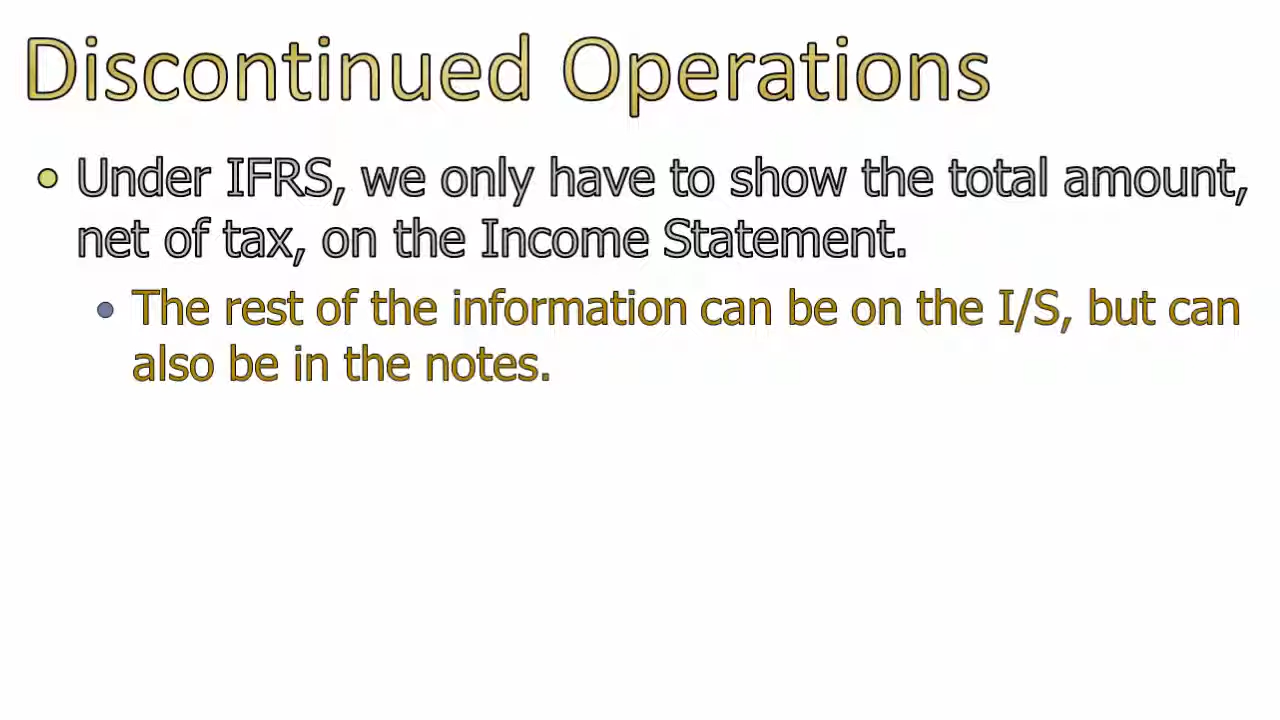 Discontinued Operations
• Under IFRS, we only have to show the total amount,
net of tax, on the Income Statement.
• The rest of the information can be on the I/S, but can
also be in the notes.